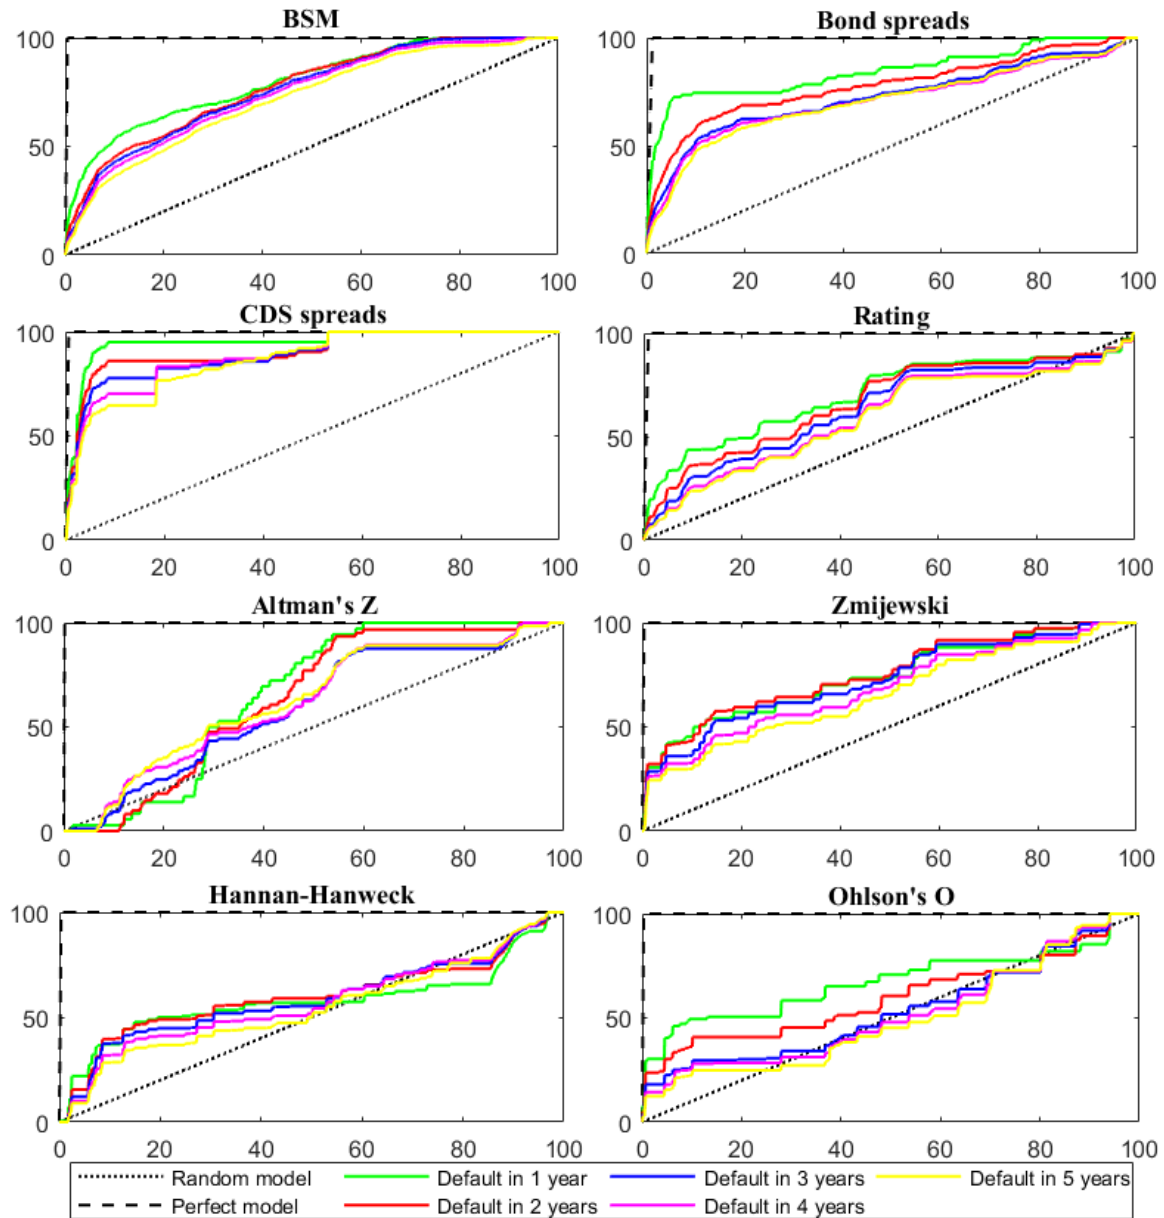 BSM
Bond spreads
100
50
0
0 20 40 60 80 100
100
50
0
0 20 40 60 80 100
CDS spreads
Rating
100
50
0
0 20 40 60 80 100
100
50
0
0 20 40 60 80 100
Altman's Z
Zmijewski
100
50
0
0 20 40 60 80 100
100
50
0
0 20 40 60 80 100
Hannan-Hanweck
Ohlson's O
100
50
0
0 20 40 60 80 100
100
50
0
0 20 40 60 80 100
Random model Default in 1 year Default in 3 years Default in 5 years
Perfect model Default in 2 years Default in 4 years